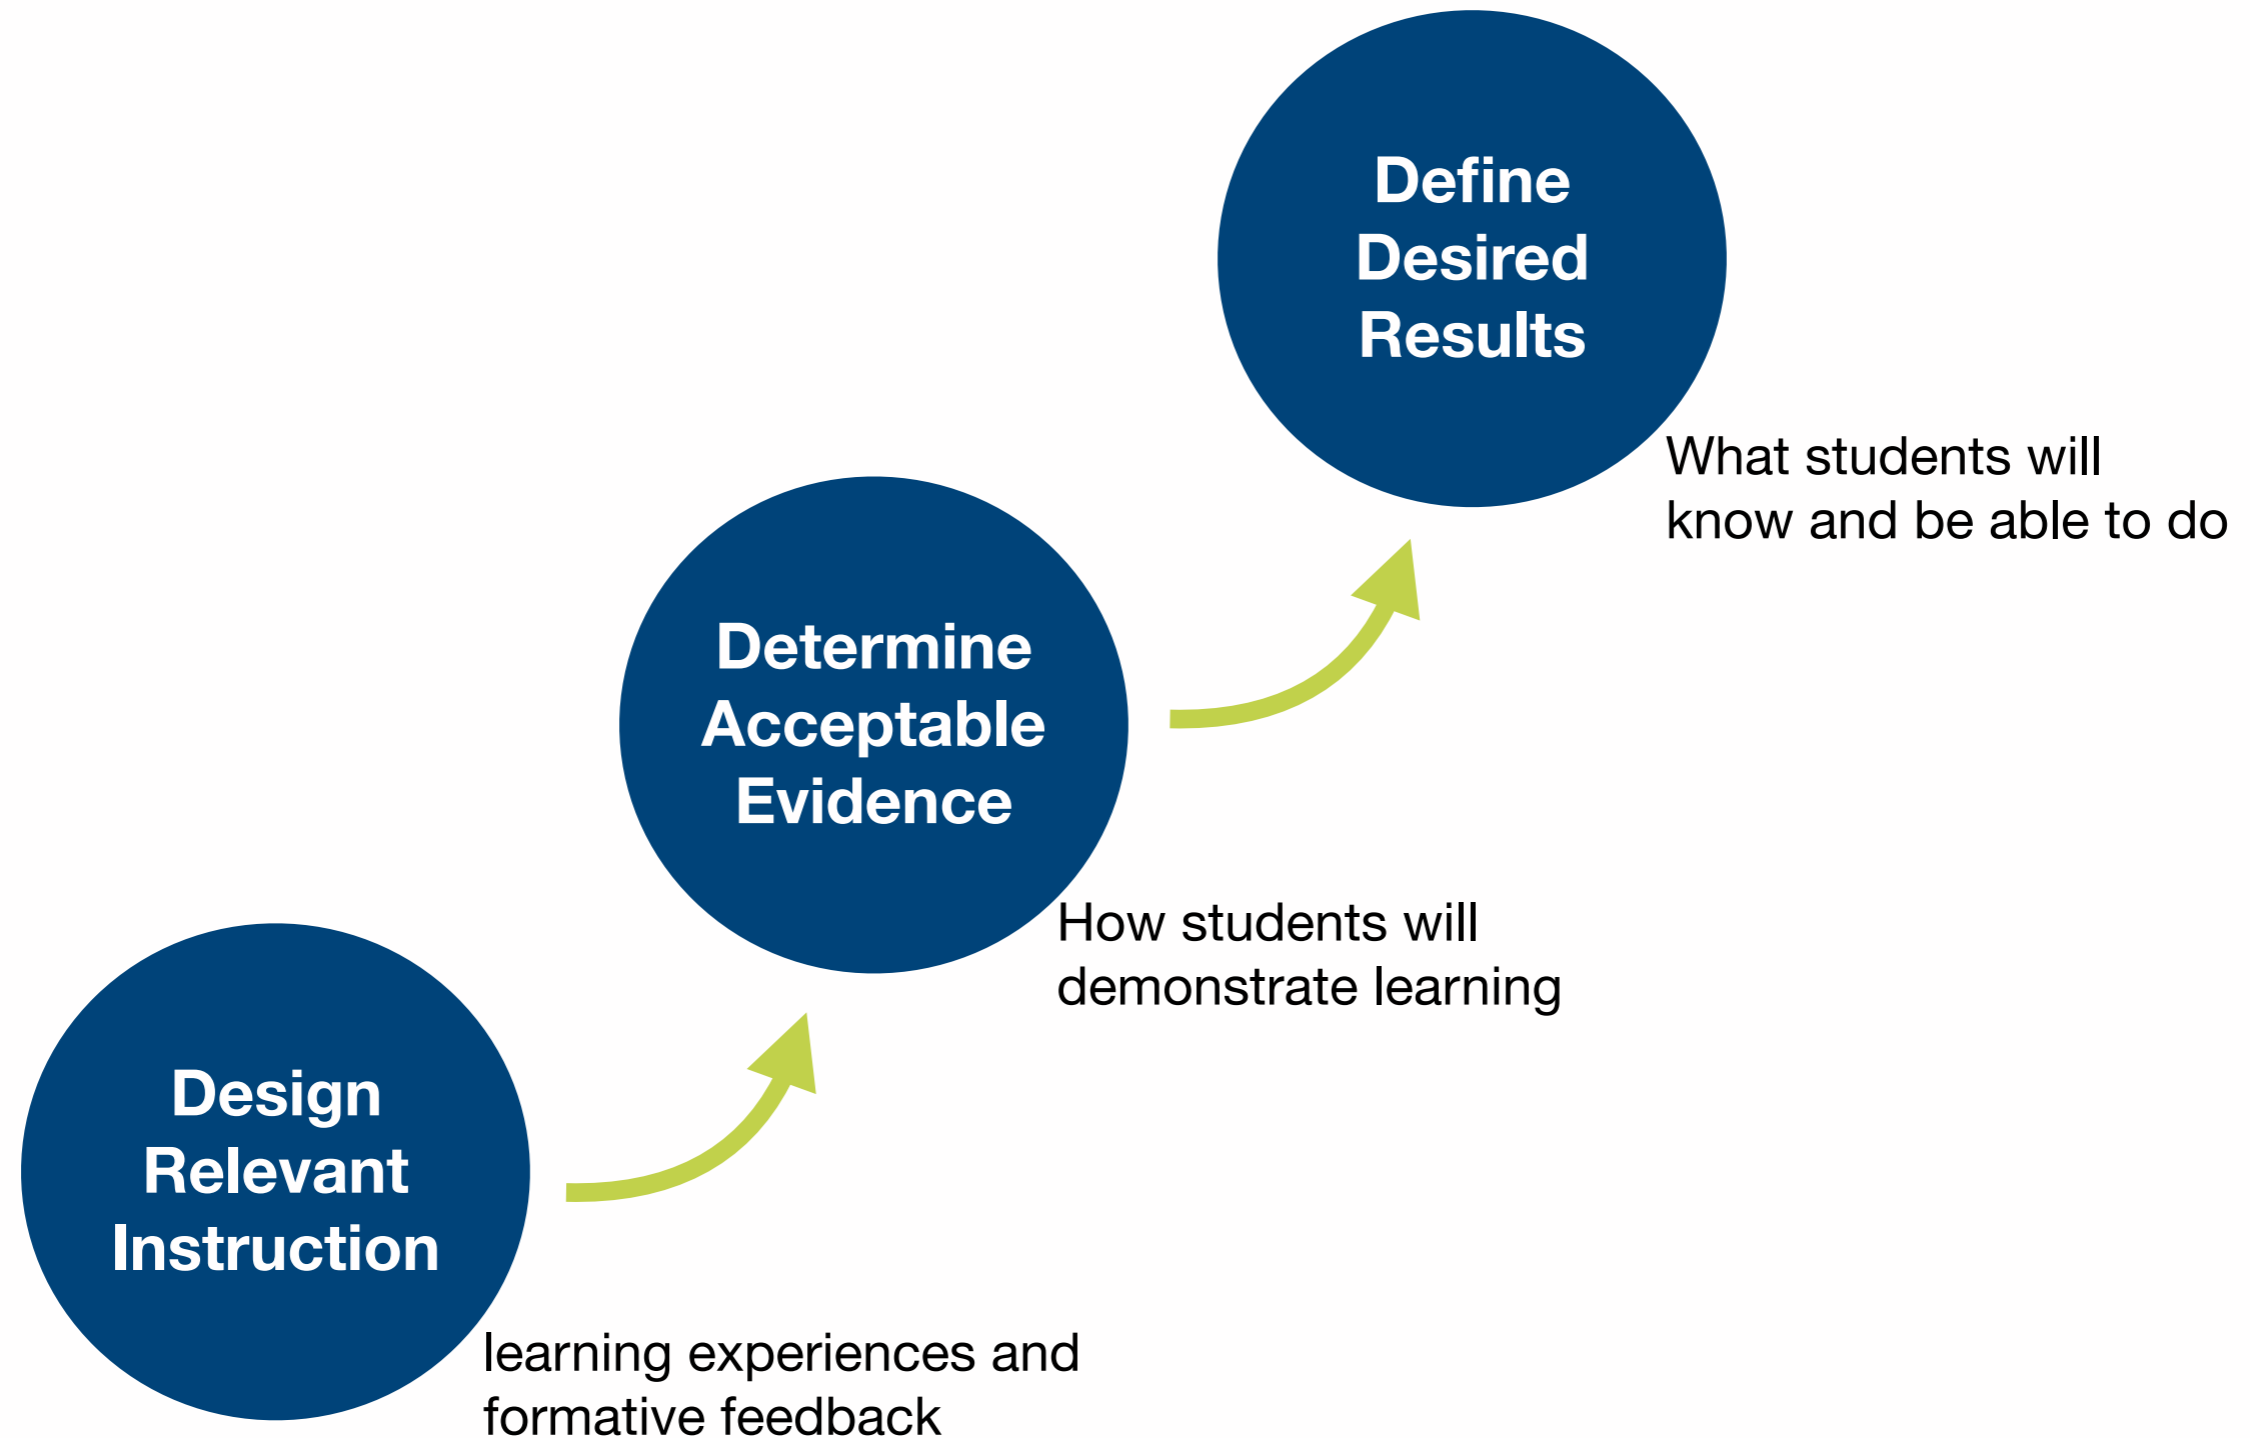 Define
Desired
Results
What students will
know and be able to do
Determine
Acceptable
Evidence
How students will
demonstrate learning
Design
Relevant
Instruction
learning experiences and
formative feedback